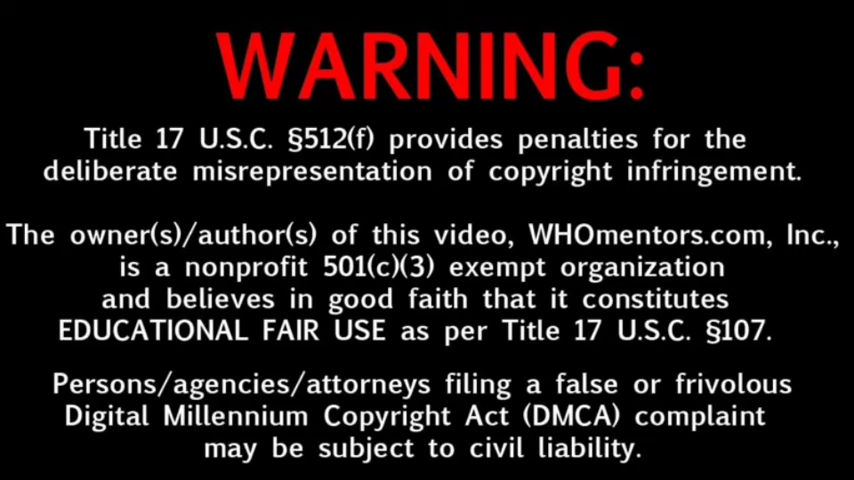 WARNING:
Title 17 U.S.C. §512(f) provides penalties for the
deliberate misrepresentation of copyright infringement.
The owner(s)/author(s) of this video, WHOmentors.com, Inc.,
is a nonprofit 501(c)(3) exempt organization
and believes in good faith that it constitutes
EDUCATIONAL FAIR USE as per Title 17 U.S.C. §107.
Persons/agencies/attorneys filing a false or frivolous
Digital Millennium Copyright Act (DMCA) complaint
may be subject to civil liability.